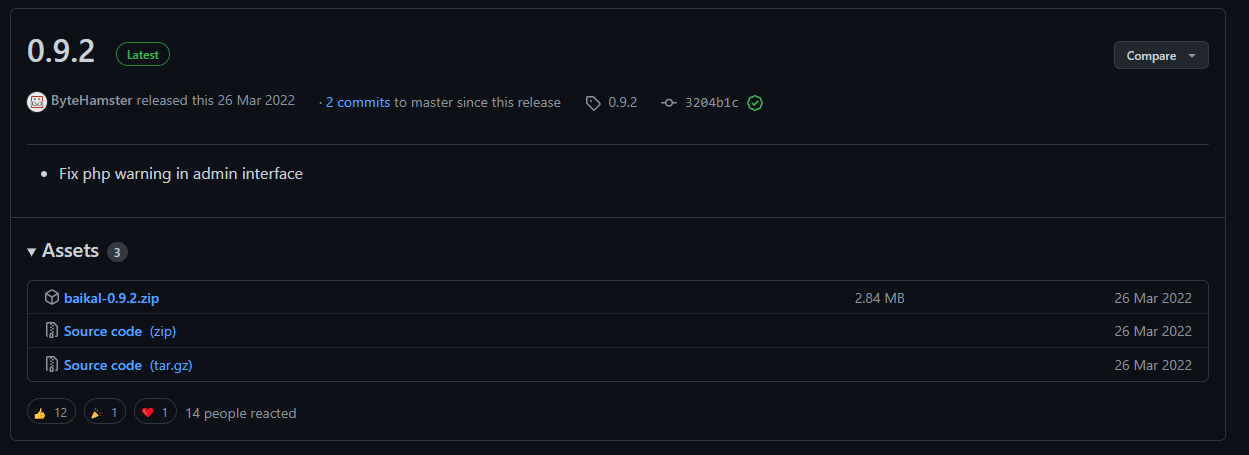 0.9.2 Latest Compare
ByteHamster released this 26 Mar 2022 · 2 commits to master since this release 0.9.2 3204b1c
• Fix php warning in admin interface
Assets 3
baikal-0.9.2.zip 2.84 MB 26 Mar 2022
Source code (zip) 26 Mar 2022
Source code (tar.gz) 26 Mar 2022
👍 12 🎉 1 ❤️ 1 14 people reacted